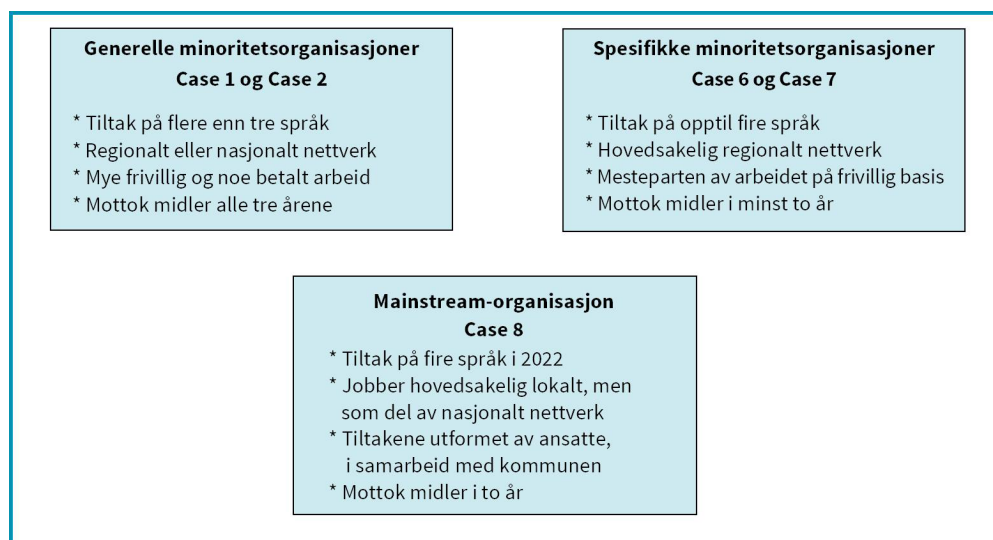 Generelle minoritetsorganisasjoner
Case 1 og Case 2
* Tiltak på flere enn tre språk
* Regionalt eller nasjonalt nettverk
* Mye frivillig og noe betalt arbeid
* Mottok midler alle tre årene
Spesifikke minoritetsorganisasjoner
Case 6 og Case 7
* Tiltak på opptil fire språk
* Hovedsakelig regionalt nettverk
* Mesteparten av arbeidet på frivillig basis
* Mottok midler i minst to år
Mainstream-organisasjon
Case 8
* Tiltak på fire språk i 2022
* Jobber hovedsakelig lokalt, men
som del av nasjonalt nettverk
* Tiltakene utformet av ansatte,
i samarbeid med kommunen
* Mottok midler i to år